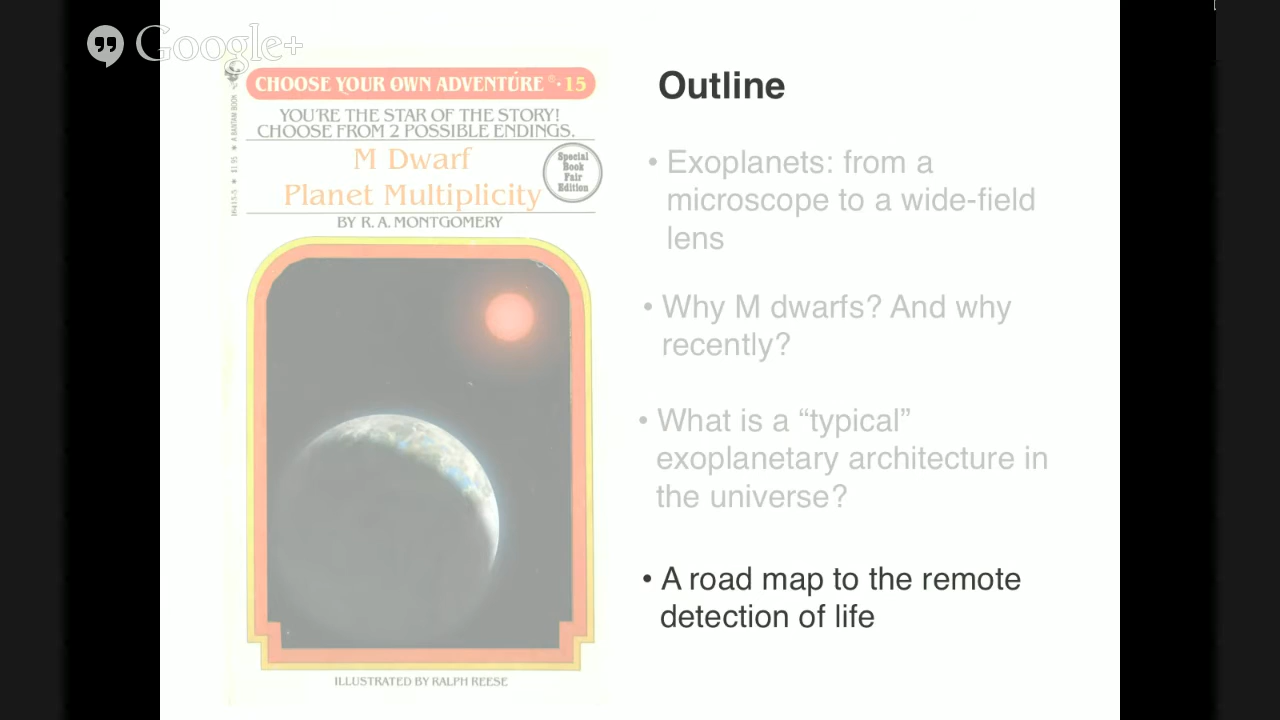 Google+
CHOOSE YOUR OWN ADVENTURE®·15
YOU'RE THE STAR OF THE STORY!
CHOOSE FROM 2 POSSIBLE ENDINGS.
M Dwarf
Planet Multiplicity
Special
Book
Fair
Edition
BY R. A. MONTGOMERY
ILLUSTRATED BY RALPH REESE
Outline
• Exoplanets: from a
microscope to a wide-field
lens
• Why M dwarfs? And why
recently?
• What is a “typical”
exoplanetary architecture in
the universe?
• A road map to the remote
detection of life